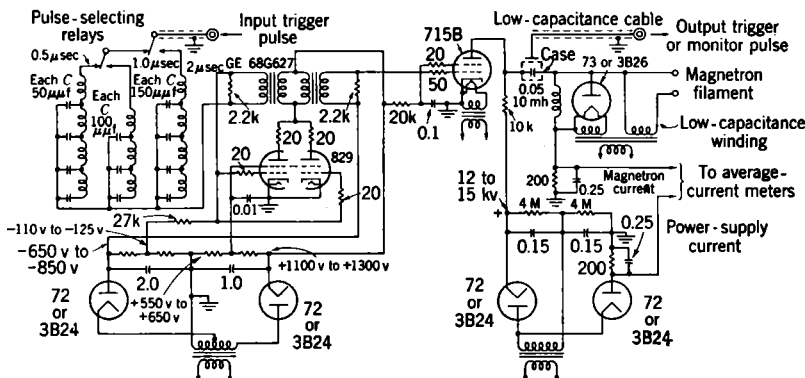 Pulse-selecting
relays
Input trigger
pulse
715B
Low-capacitance cable
Output trigger
or monitor pulse
0.5μsec
1.0μsec
2μsec
GE 68G627
20
50
Case
0.05
10 mh
73 or 3B26
Magnetron
filament
Each C
50μμf
Each
C
100
μμf
Each C
150μμf
2.2k
2.2k
20k
0.1
10 k
Low-capacitance
winding
20
20
20
829
20
0.01
27k
12 to
15 kv
+
200
0.25
Magnetron
current
To average-
current meters
4 M
4 M
0.25
Power-supply
current
0.15
0.15
200
-110 v to -125 v
-650 v to
-850 v
2.0
1.0
+1100 v to +1300 v
+550 v to
+650 v
72
or
3B24
72
or
3B24
72
or
3B24
72
or
3B24